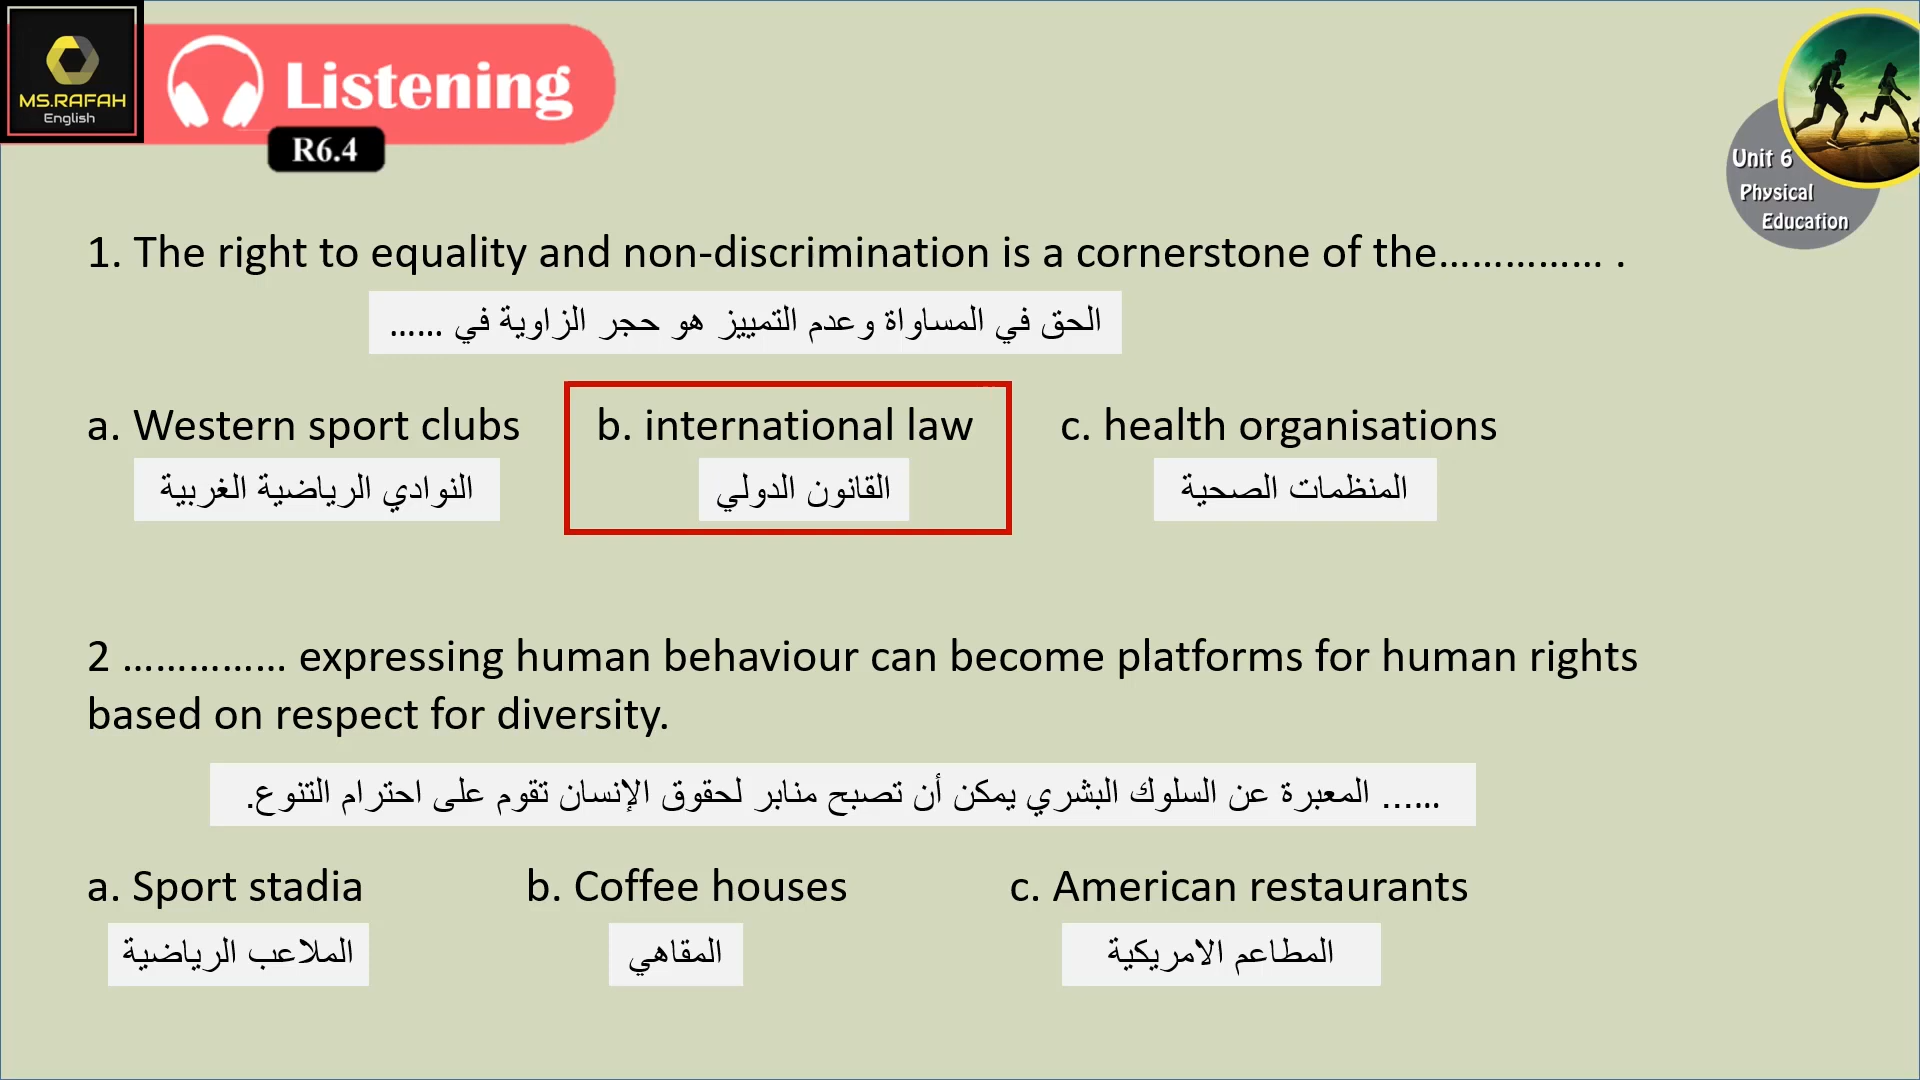 MS.RAFAH
English
Listening
R6.4
Unit 6
Physical
Education
1. The right to equality and non-discrimination is a cornerstone of the…………… .
الحق في المساواة وعدم التمييز هو حجر الزاوية في ......
a. Western sport clubs b. international law c. health organisations
النوادي الرياضية الغربية القانون الدولي المنظمات الصحية
2 …………… expressing human behaviour can become platforms for human rights
based on respect for diversity.
...... المعبرة عن السلوك البشري يمكن أن تصبح منابر لحقوق الإنسان تقوم على احترام التنوع.
a. Sport stadia b. Coffee houses c. American restaurants
الملاعب الرياضية المقاهي المطاعم الامريكية